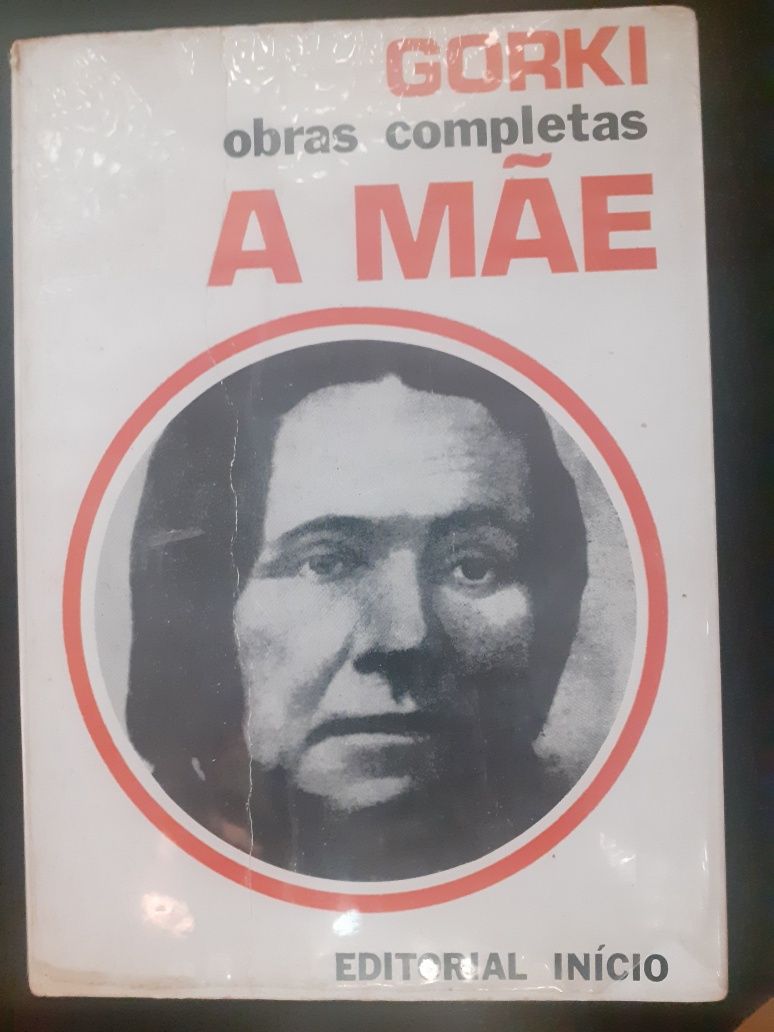 GORKI
obras completas
A MÃE
EDITORIAL INÍCIO